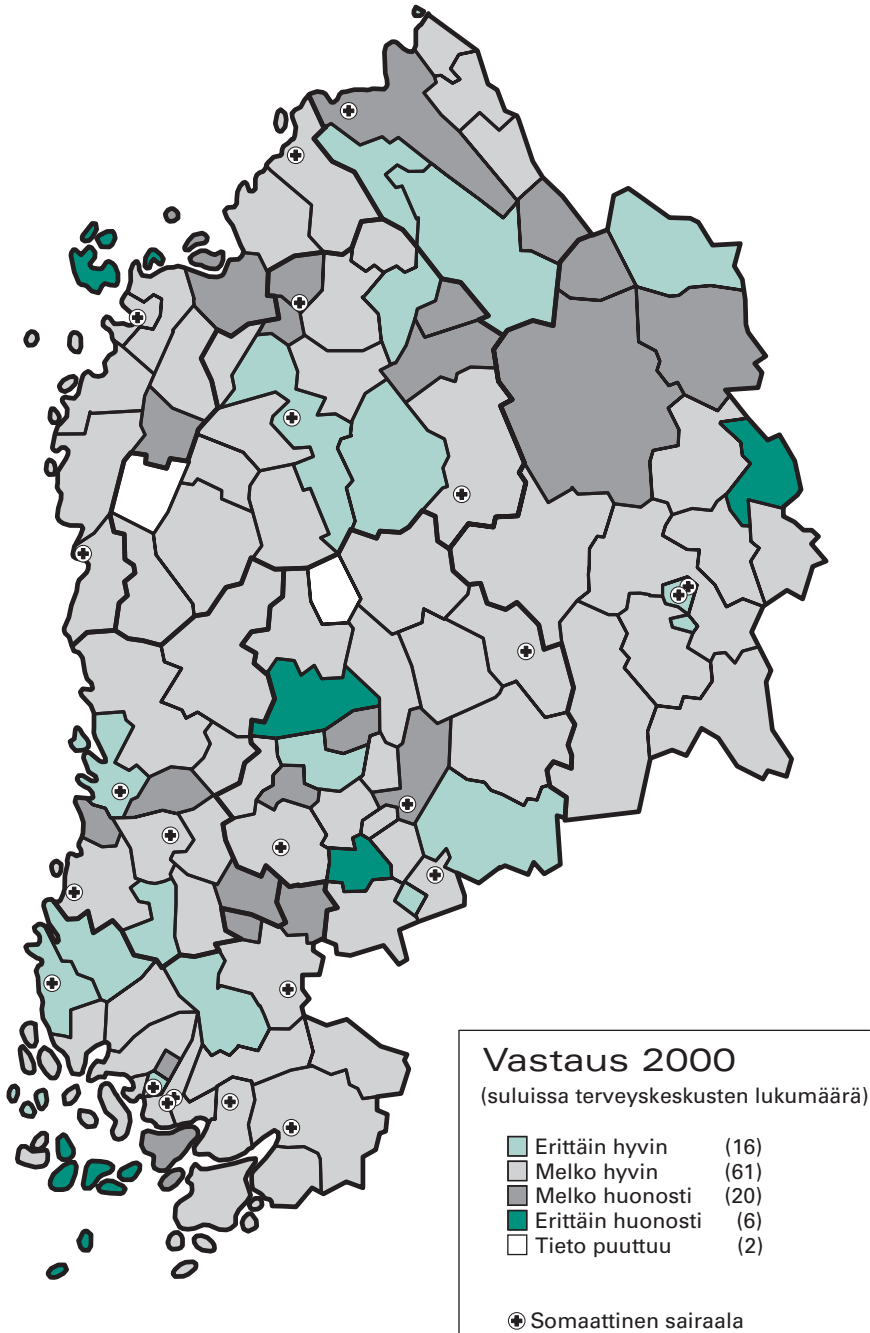 Vastaus 2000
(suluissa terveyskeskusten lukumäärä)
Erittäin hyvin (16)
Melko hyvin (61)
Melko huonosti (20)
Erittäin huonosti (6)
Tieto puuttuu (2)
Somaattinen sairaala